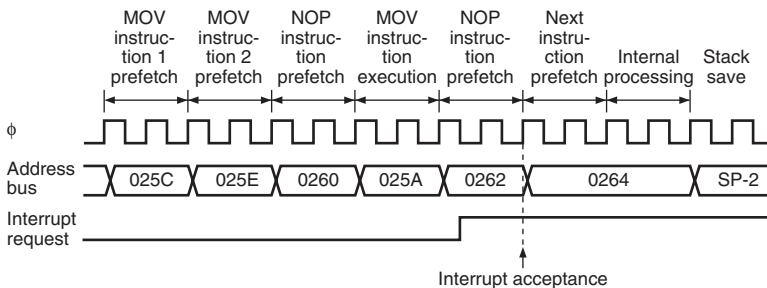 MOV
instruc-
tion 1
prefetch
MOV
instruc-
tion 2
prefetch
NOP
instruc-
tion
prefetch
MOV
instruc-
tion
execution
NOP
instruc-
tion
prefetch
Next
instru-
ction
prefetch
Internal
processing
Stack
save
φ
Address
bus
025C
025E
0260
025A
0262
0264
SP-2
Interrupt
request
Interrupt acceptance